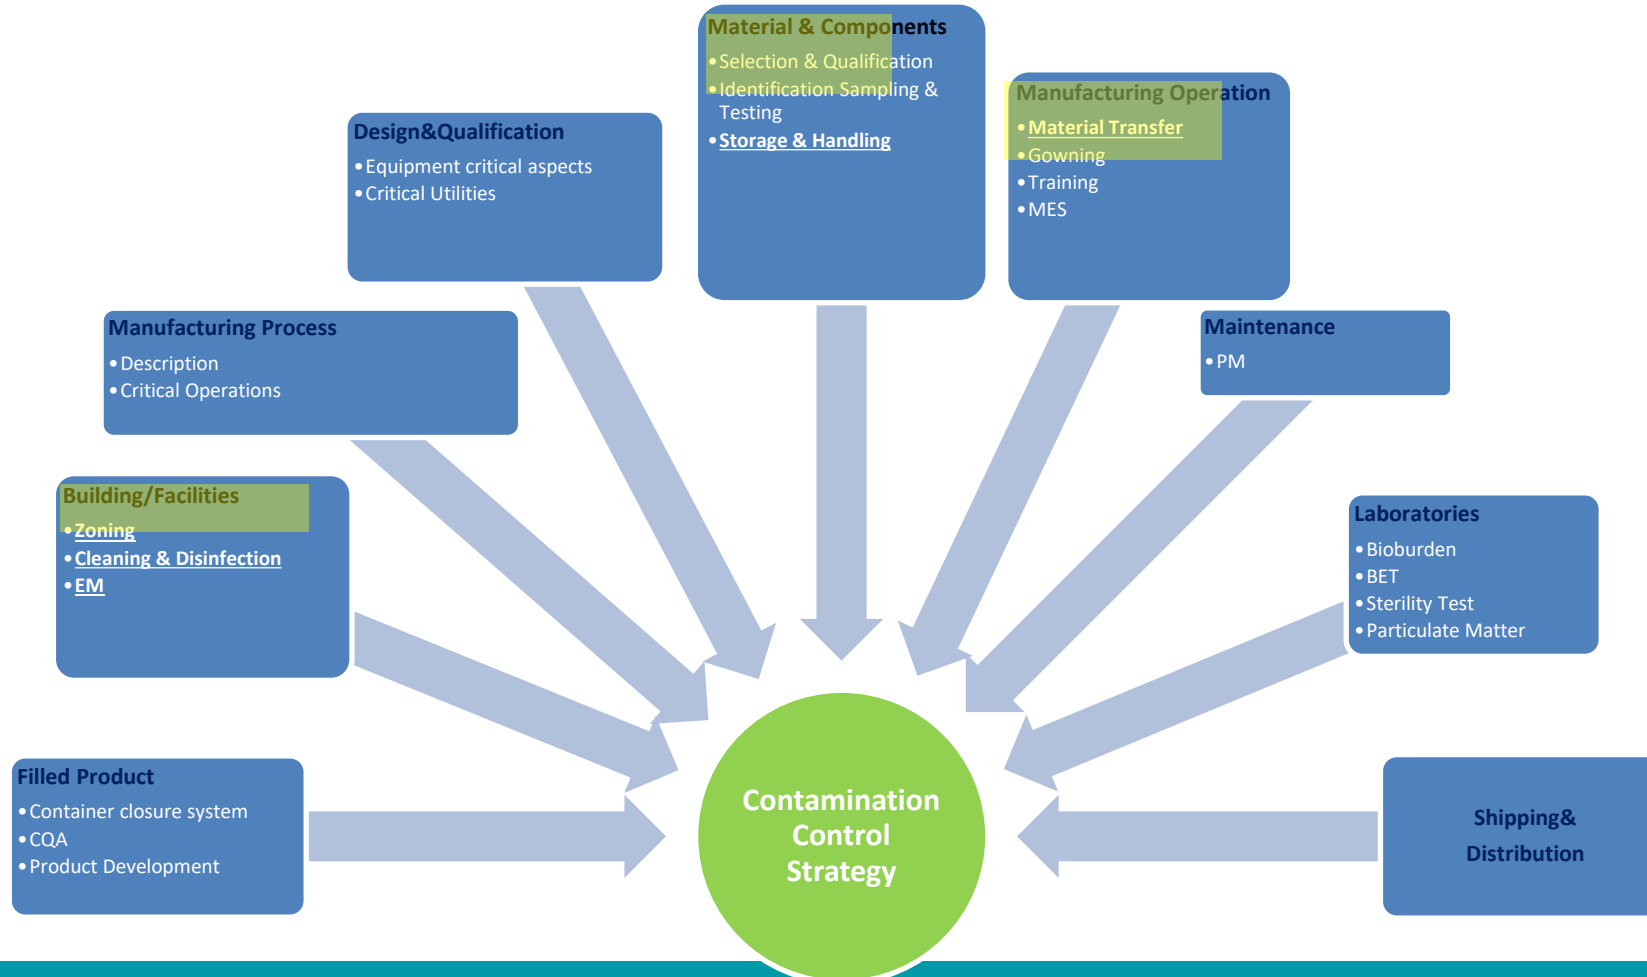 Material & Components
•Selection & Qualification
•Identification Sampling &
Testing
•Storage & Handling
Manufacturing Operation
•Material Transfer
•Gowning
•Training
•MES
Design&Qualification
•Equipment critical aspects
•Critical Utilities
Manufacturing Process
•Description
•Critical Operations
Maintenance
•PM
Building/Facilities
•Zoning
•Cleaning & Disinfection
•EM
Laboratories
•Bioburden
•BET
•Sterility Test
•Particulate Matter
Filled Product
•Container closure system
•CQA
•Product Development
Contamination
Control
Strategy
Shipping&
Distribution